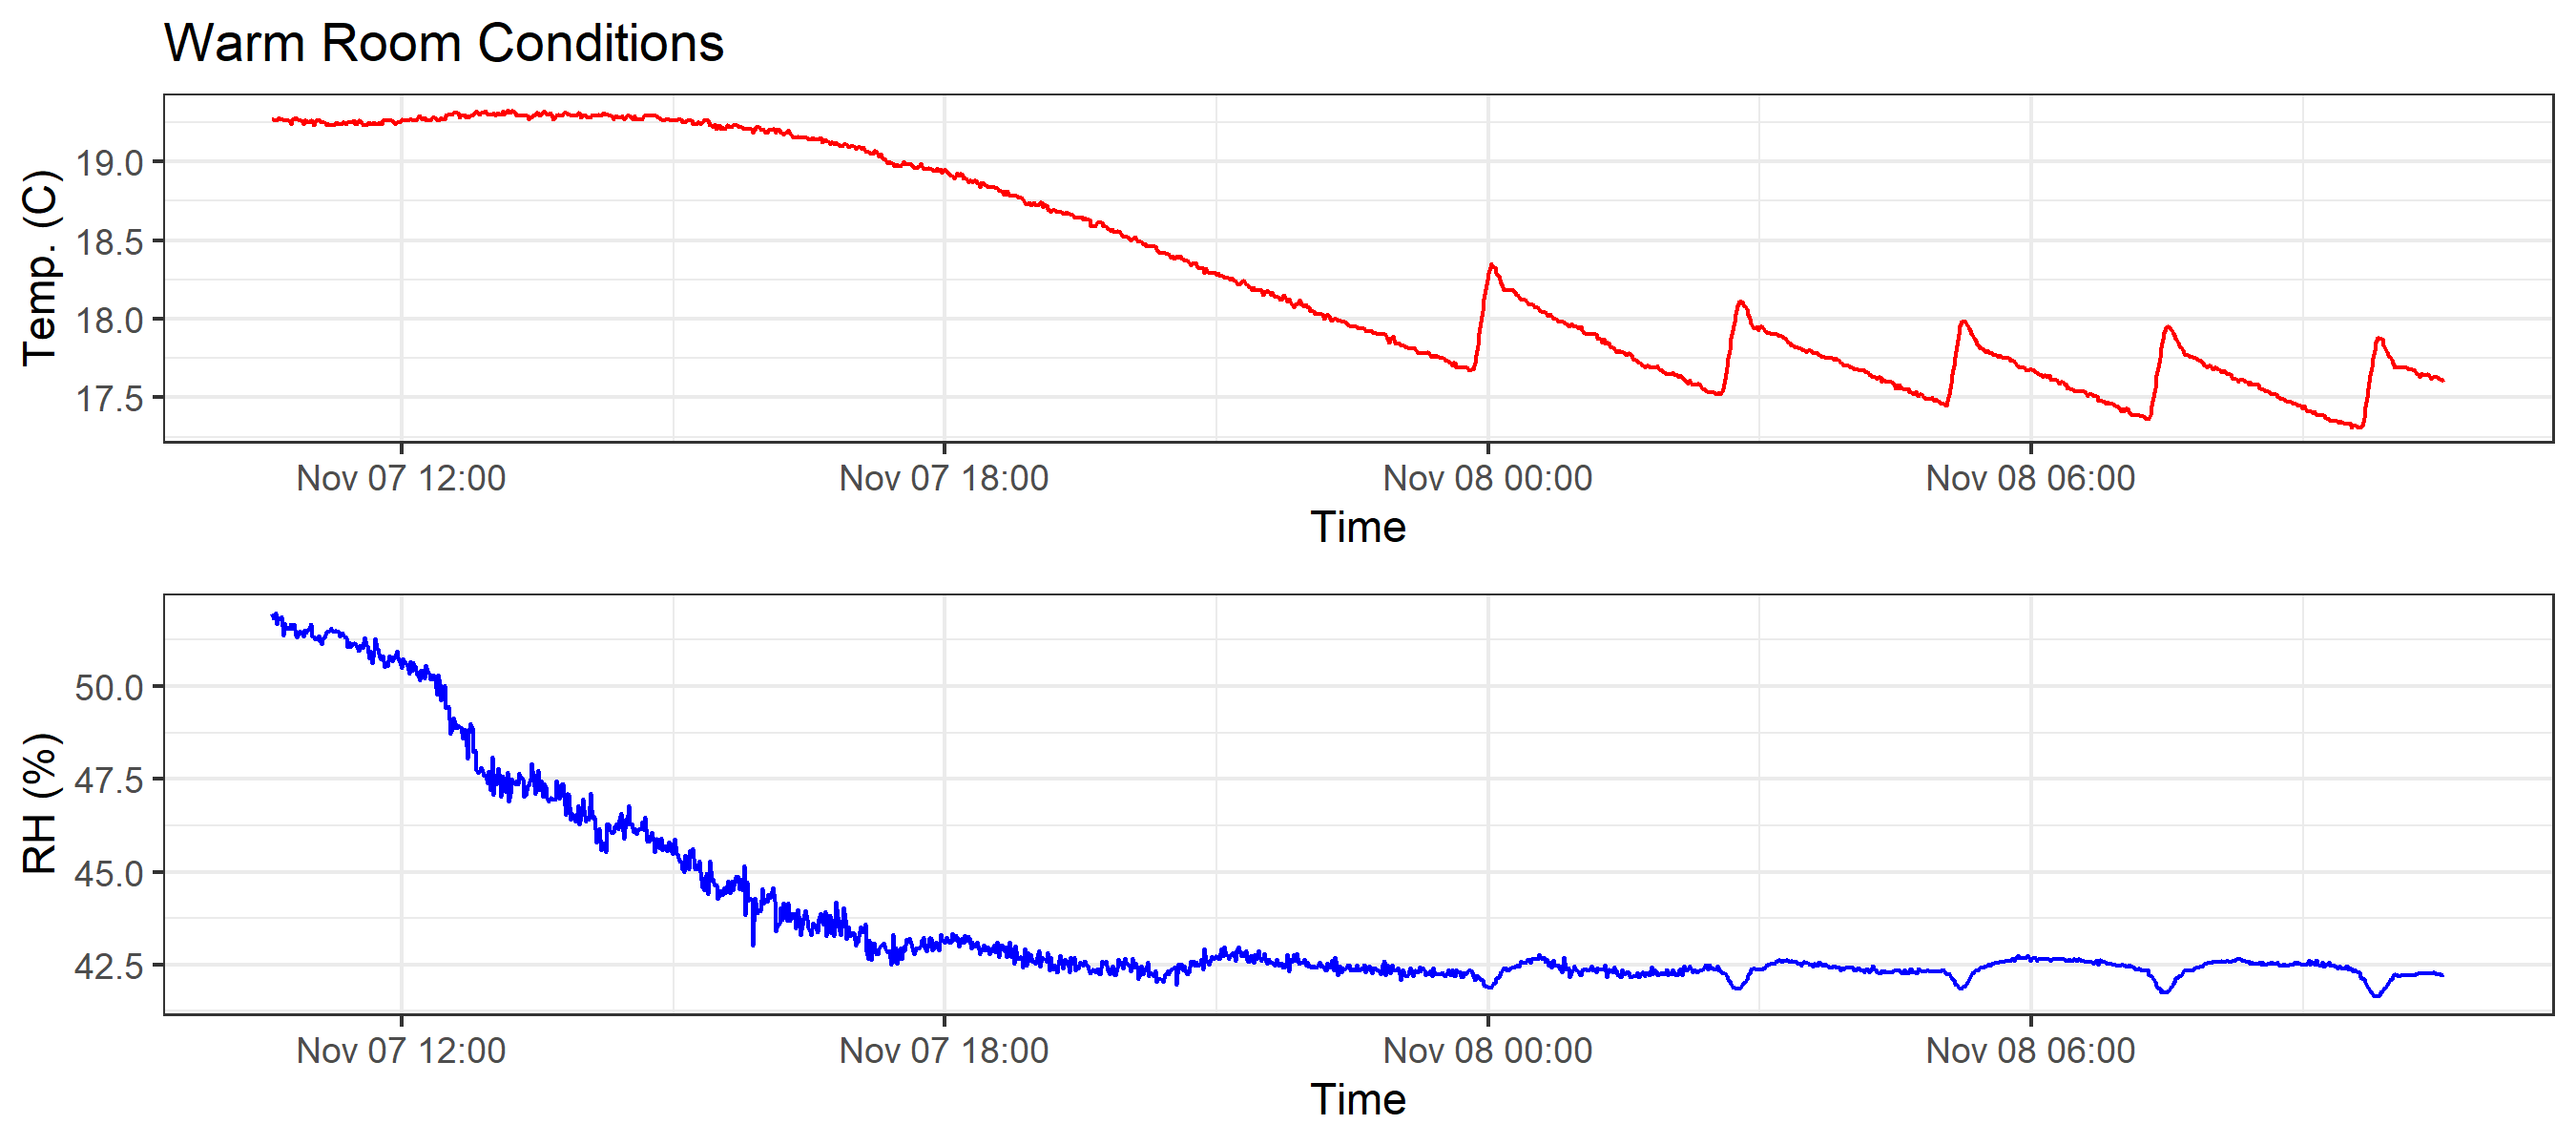 Warm Room Conditions
Temp. (C)
19.0
18.5
18.0
17.5
Nov 07 12:00 Nov 07 18:00 Nov 08 00:00 Nov 08 06:00
Time
RH (%)
50.0
47.5
45.0
42.5
Nov 07 12:00 Nov 07 18:00 Nov 08 00:00 Nov 08 06:00
Time